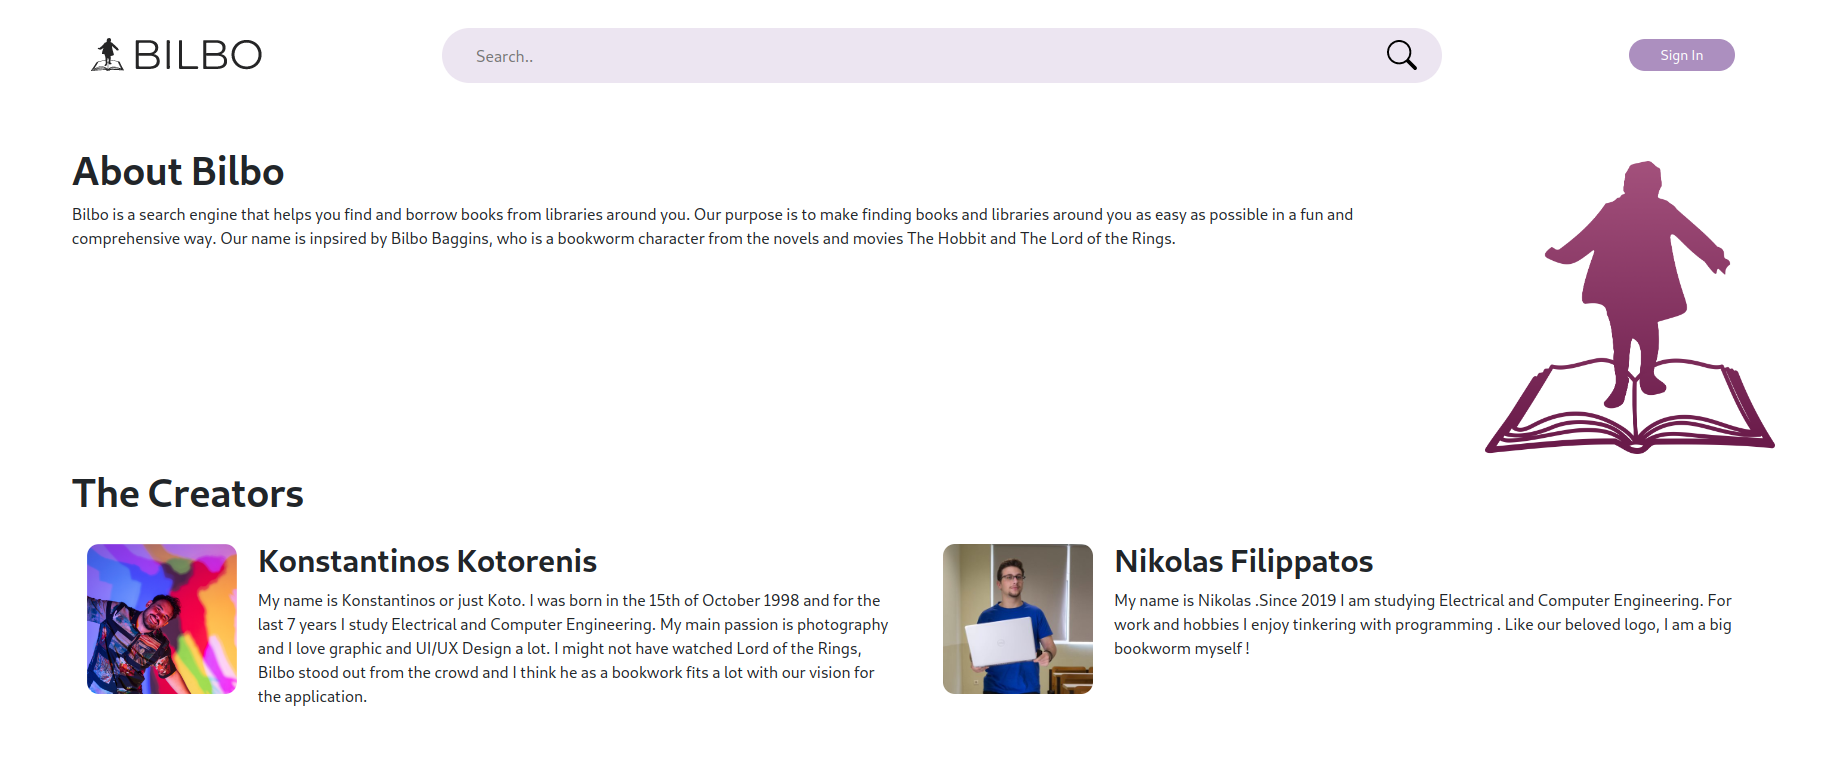 BILBO
Search..
Sign In
About Bilbo
Bilbo is a search engine that helps you find and borrow books from libraries around you. Our purpose is to make finding books and libraries around you as easy as possible in a fun and
comprehensive way. Our name is inpsired by Bilbo Baggins, who is a bookworm character from the novels and movies The Hobbit and The Lord of the Rings.
The Creators
Konstantinos Kotorenis
My name is Konstantinos or just Koto. I was born in the 15th of October 1998 and for the
last 7 years I study Electrical and Computer Engineering. My main passion is photography
and I love graphic and UI/UX Design a lot. I might not have watched Lord of the Rings,
Bilbo stood out from the crowd and I think he as a bookwork fits a lot with our vision for
the application.
Nikolas Filippatos
My name is Nikolas .Since 2019 I am studying Electrical and Computer Engineering. For
work and hobbies I enjoy tinkering with programming . Like our beloved logo, I am a big
bookworm myself !